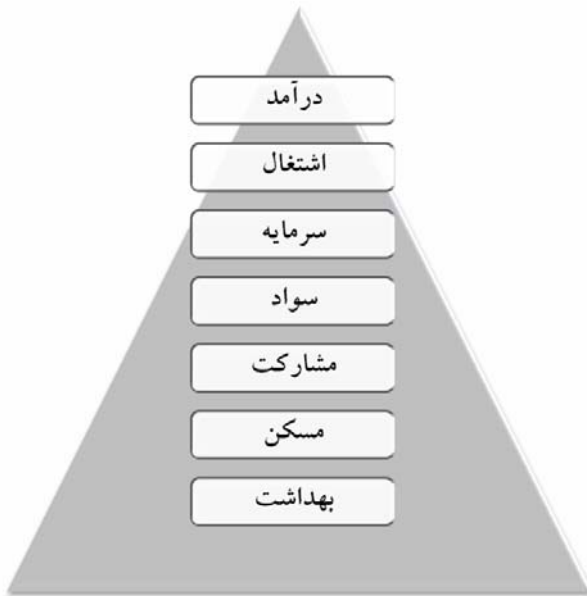 درآمد
اشتغال
سرمایه
سواد
مشارکت
مسکن
بهداشت